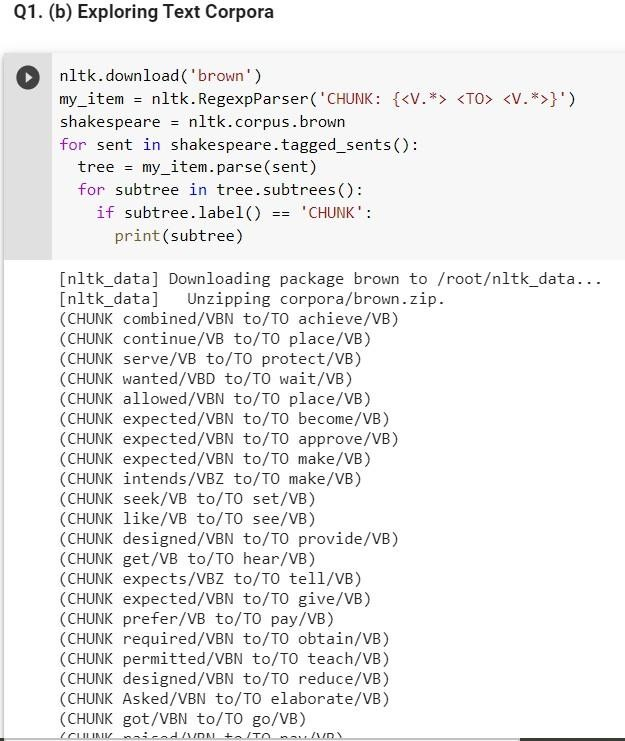 Q1. (b) Exploring Text Corpora
nltk.download('brown')
my_item = nltk.RegexpParser('CHUNK: {<V.*> <TO> <V.*>}')
shakespeare = nltk.corpus.brown
for sent in shakespeare.tagged_sents():
  tree = my_item.parse(sent)
  for subtree in tree.subtrees():
    if subtree.label() == 'CHUNK':
      print(subtree)
[nltk_data] Downloading package brown to /root/nltk_data...
[nltk_data]   Unzipping corpora/brown.zip.
(CHUNK combined/VBN to/TO achieve/VB)
(CHUNK continue/VB to/TO place/VB)
(CHUNK serve/VB to/TO protect/VB)
(CHUNK wanted/VBD to/TO wait/VB)
(CHUNK allowed/VBN to/TO place/VB)
(CHUNK expected/VBN to/TO become/VB)
(CHUNK expected/VBN to/TO approve/VB)
(CHUNK expected/VBN to/TO make/VB)
(CHUNK intends/VBZ to/TO make/VB)
(CHUNK seek/VB to/TO set/VB)
(CHUNK like/VB to/TO see/VB)
(CHUNK designed/VBN to/TO provide/VB)
(CHUNK get/VB to/TO hear/VB)
(CHUNK expects/VBZ to/TO tell/VB)
(CHUNK expected/VBN to/TO give/VB)
(CHUNK prefer/VB to/TO pay/VB)
(CHUNK required/VBN to/TO obtain/VB)
(CHUNK permitted/VBN to/TO teach/VB)
(CHUNK designed/VBN to/TO reduce/VB)
(CHUNK Asked/VBN to/TO elaborate/VB)
(CHUNK got/VBN to/TO go/VB)
(CHUNK raised/VBN to/TO pay/VB)